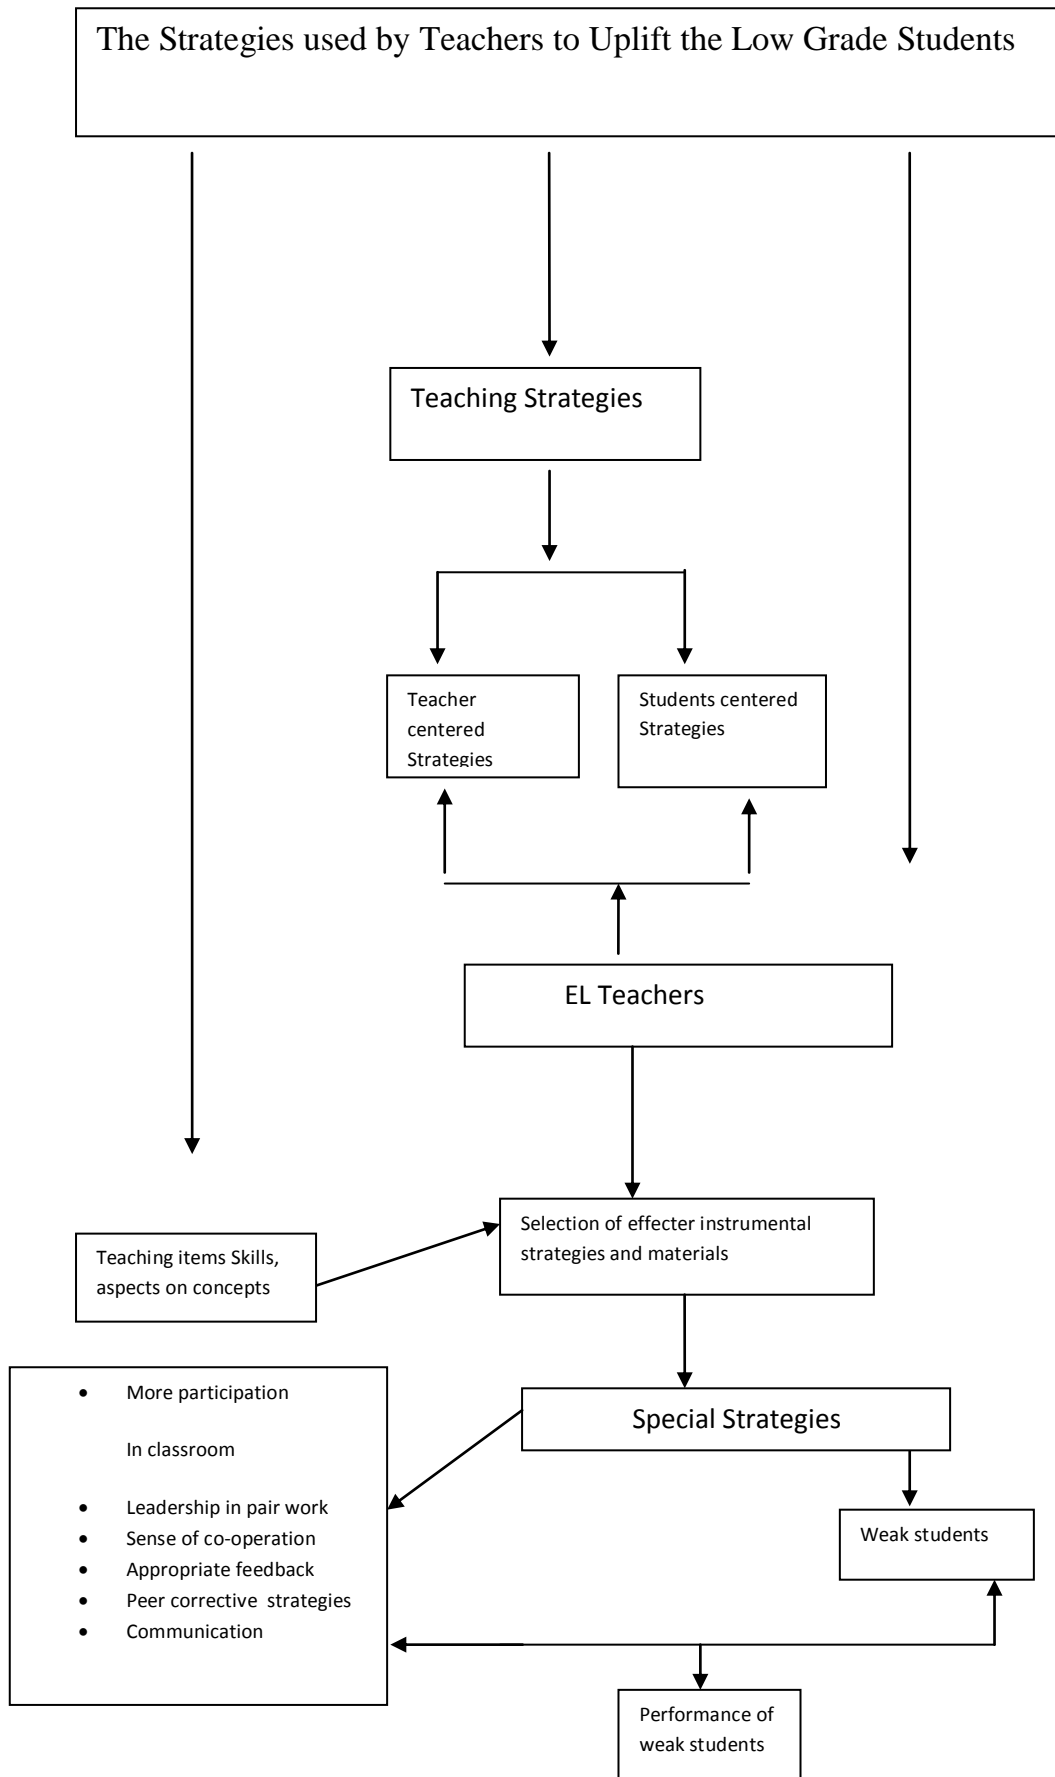 The Strategies used by Teachers to Uplift the Low Grade Students
Teaching Strategies
Teacher
centered
Strategies
Students centered
Strategies
EL Teachers
Selection of effecter instrumental
strategies and materials
Teaching items Skills,
aspects on concepts
• More participation
In classroom
• Leadership in pair work
• Sense of co-operation
• Appropriate feedback
• Peer corrective strategies
• Communication
Special Strategies
Weak students
Performance of
weak students